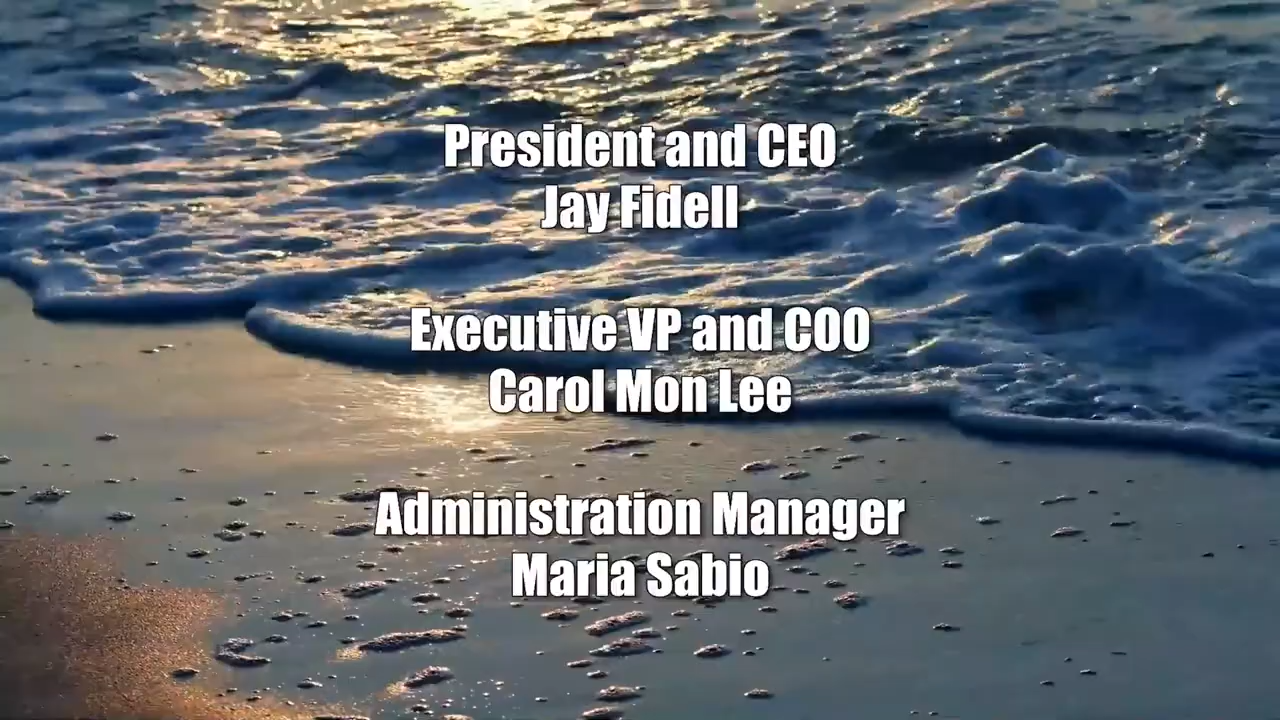 President and CEO
Jay Fidell
Executive VP and COO
Carol Mon Lee
Administration Manager
Maria Sabio